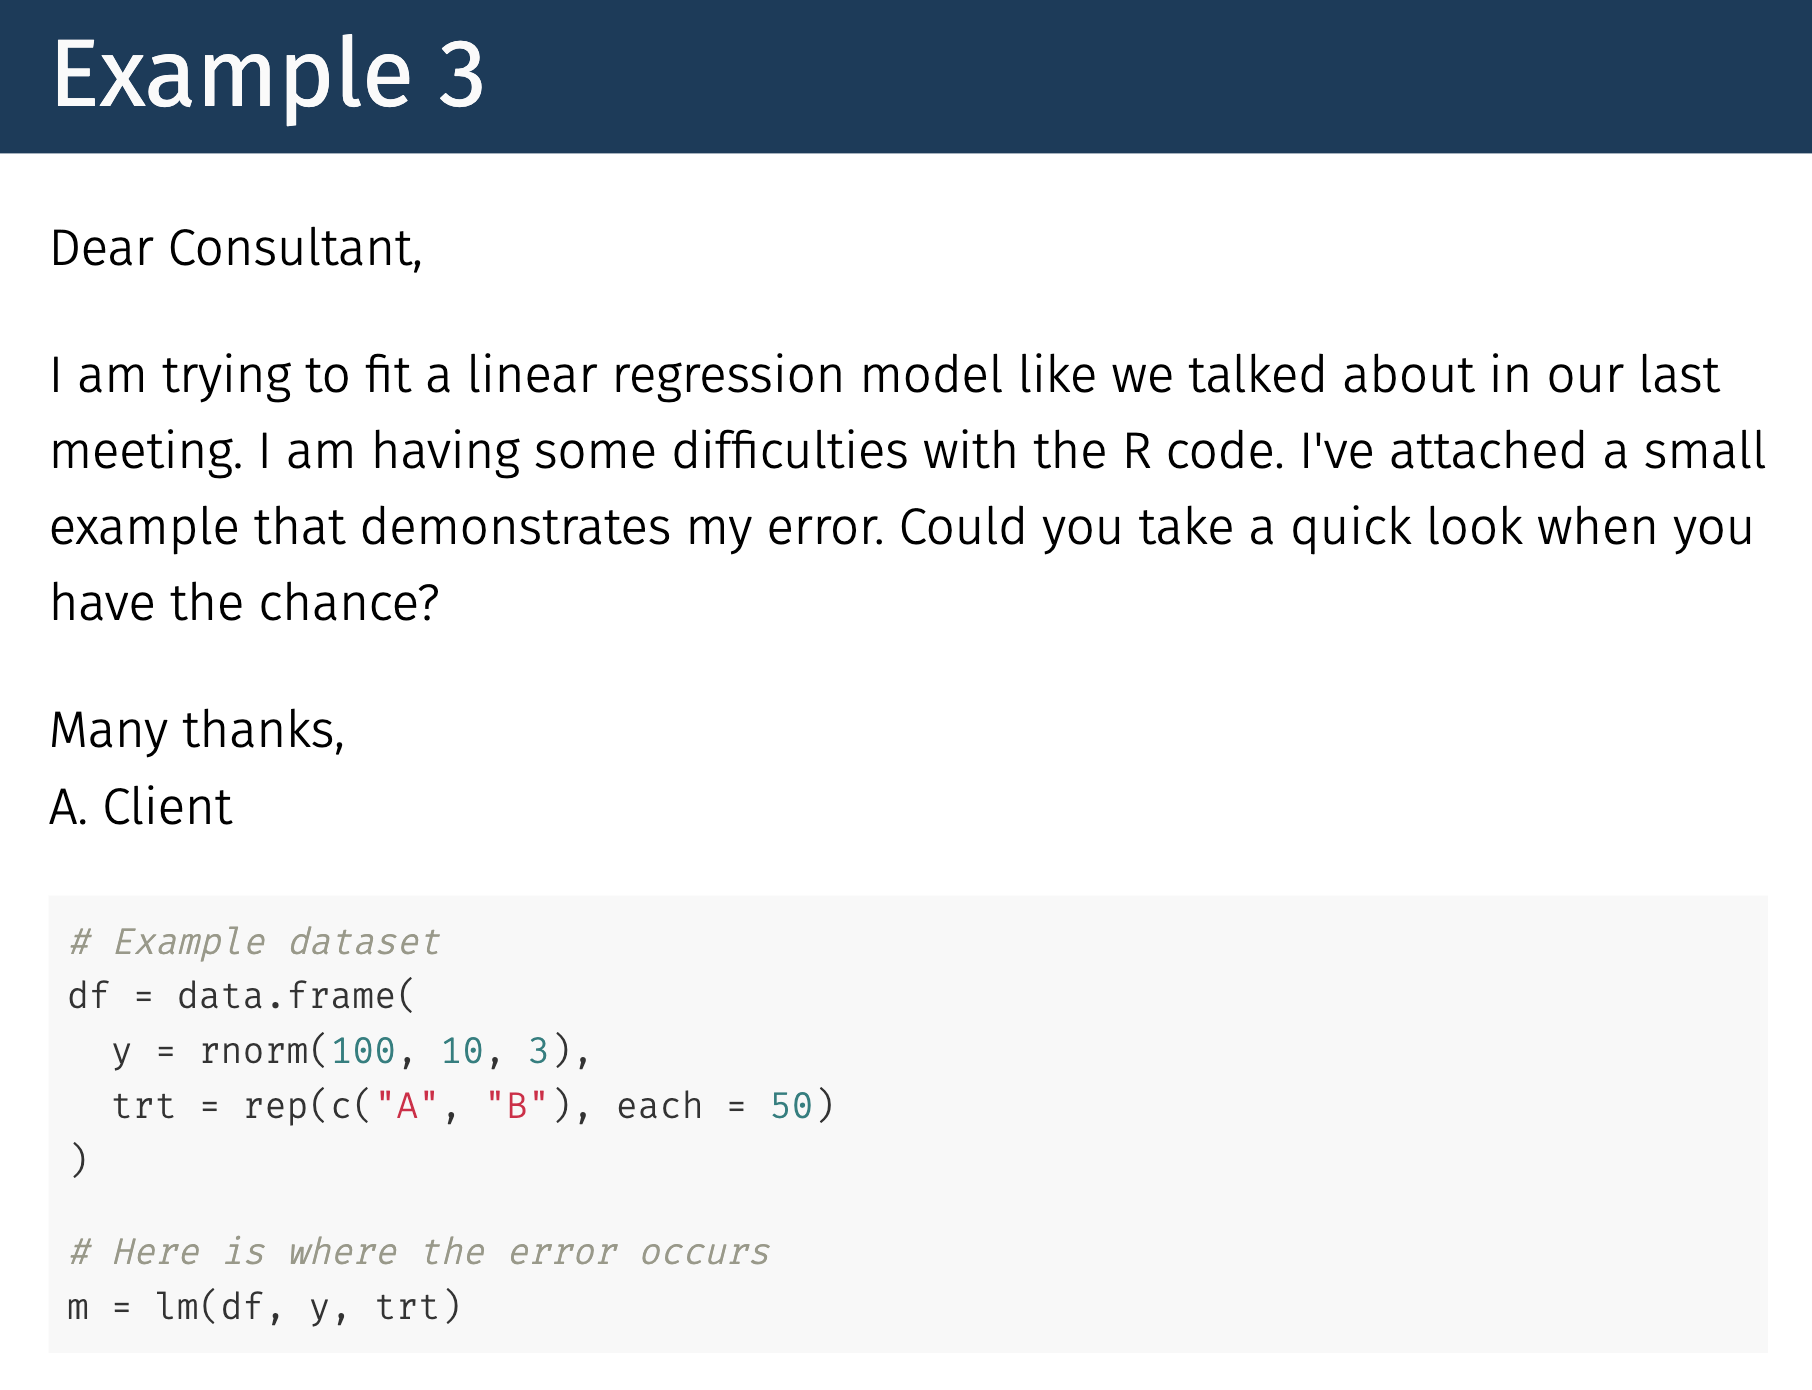 Example 3
Dear Consultant,
I am trying to fit a linear regression model like we talked about in our last
meeting. I am having some difficulties with the R code. I've attached a small
example that demonstrates my error. Could you take a quick look when you
have the chance?
Many thanks,
A. Client
# Example dataset
df = data.frame(
  y = rnorm(100, 10, 3),
  trt = rep(c("A", "B"), each = 50)
)
# Here is where the error occurs
m = lm(df, y, trt)